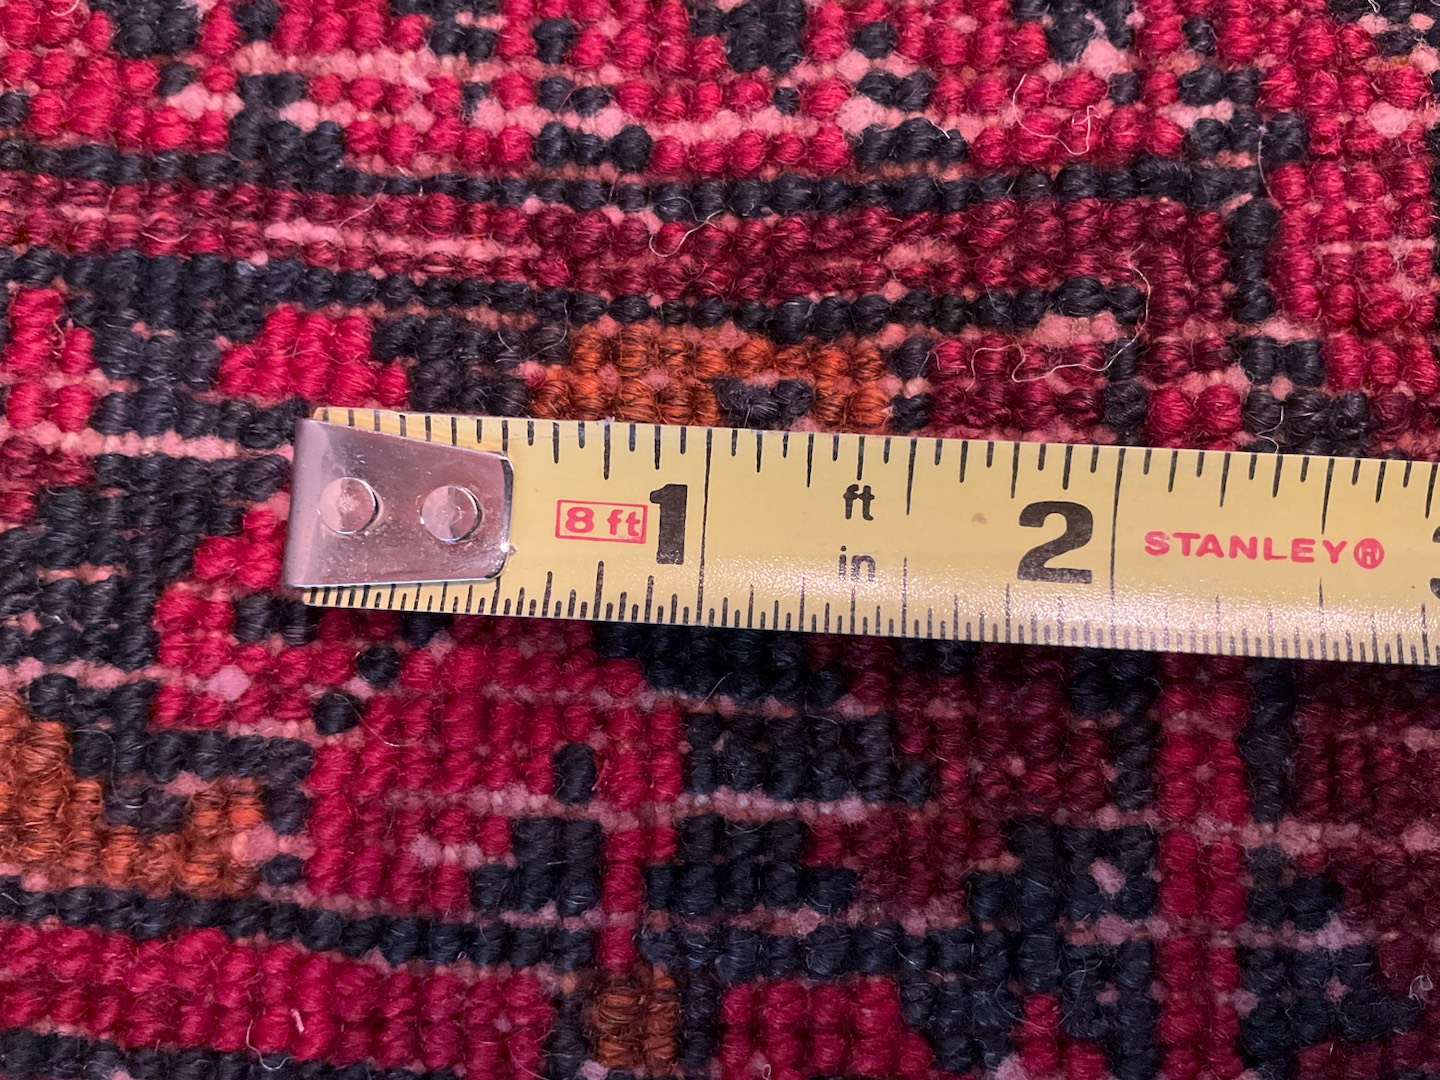 8 ft 1 ft 2 STANLEY®
in